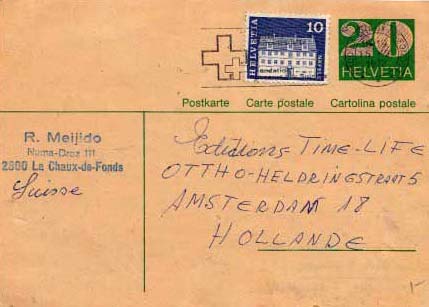 10
HELVETIA
20
HELVETIA
Postkarte Carte postale Cartolina postale
R. Meijido
Numa-Droz 111
2300 La Chaux-de-Fonds
Suisse
Editions TIME-LIFE
OTTHO-HELDRINGSTRAAT 5
AMSTERDAM 18
HOLLANDE